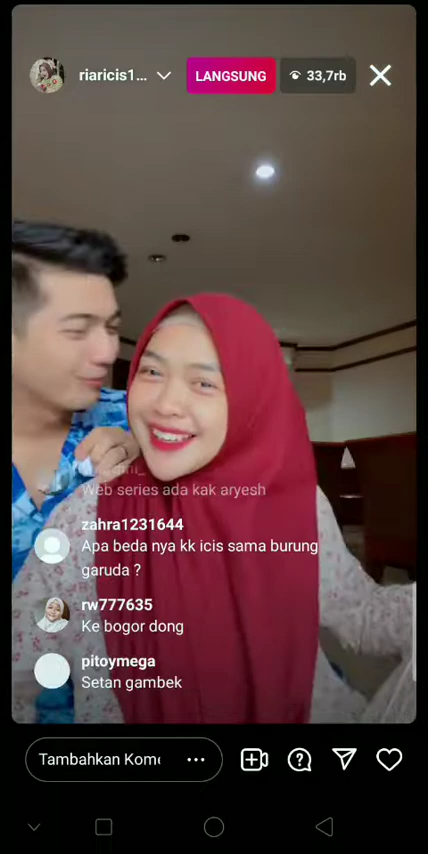 riaricis1...
LANGSUNG
33,7rb
Web series ada kak aryesh
zahra1231644
Apa beda nya kk icis sama burung
garuda ?
rw777635
Ke bogor dong
pitoymega
Setan gambek
Tambahkan Kome